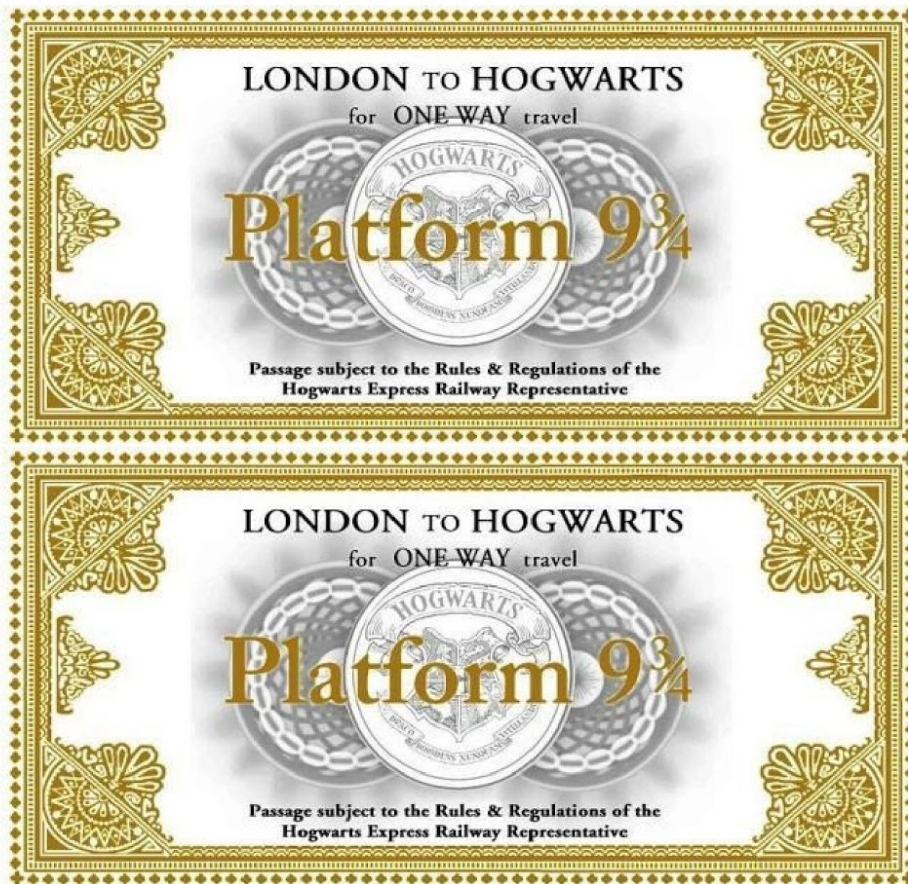 LONDON TO HOGWARTS
for ONE WAY travel
HOGWARTS
Platform 9¾
DRACO
Passage subject to the Rules & Regulations of the
Hogwarts Express Railway Representative
LONDON TO HOGWARTS
for ONE WAY travel
HOGWARTS
Platform 9¾
DRACO
Passage subject to the Rules & Regulations of the
Hogwarts Express Railway Representative